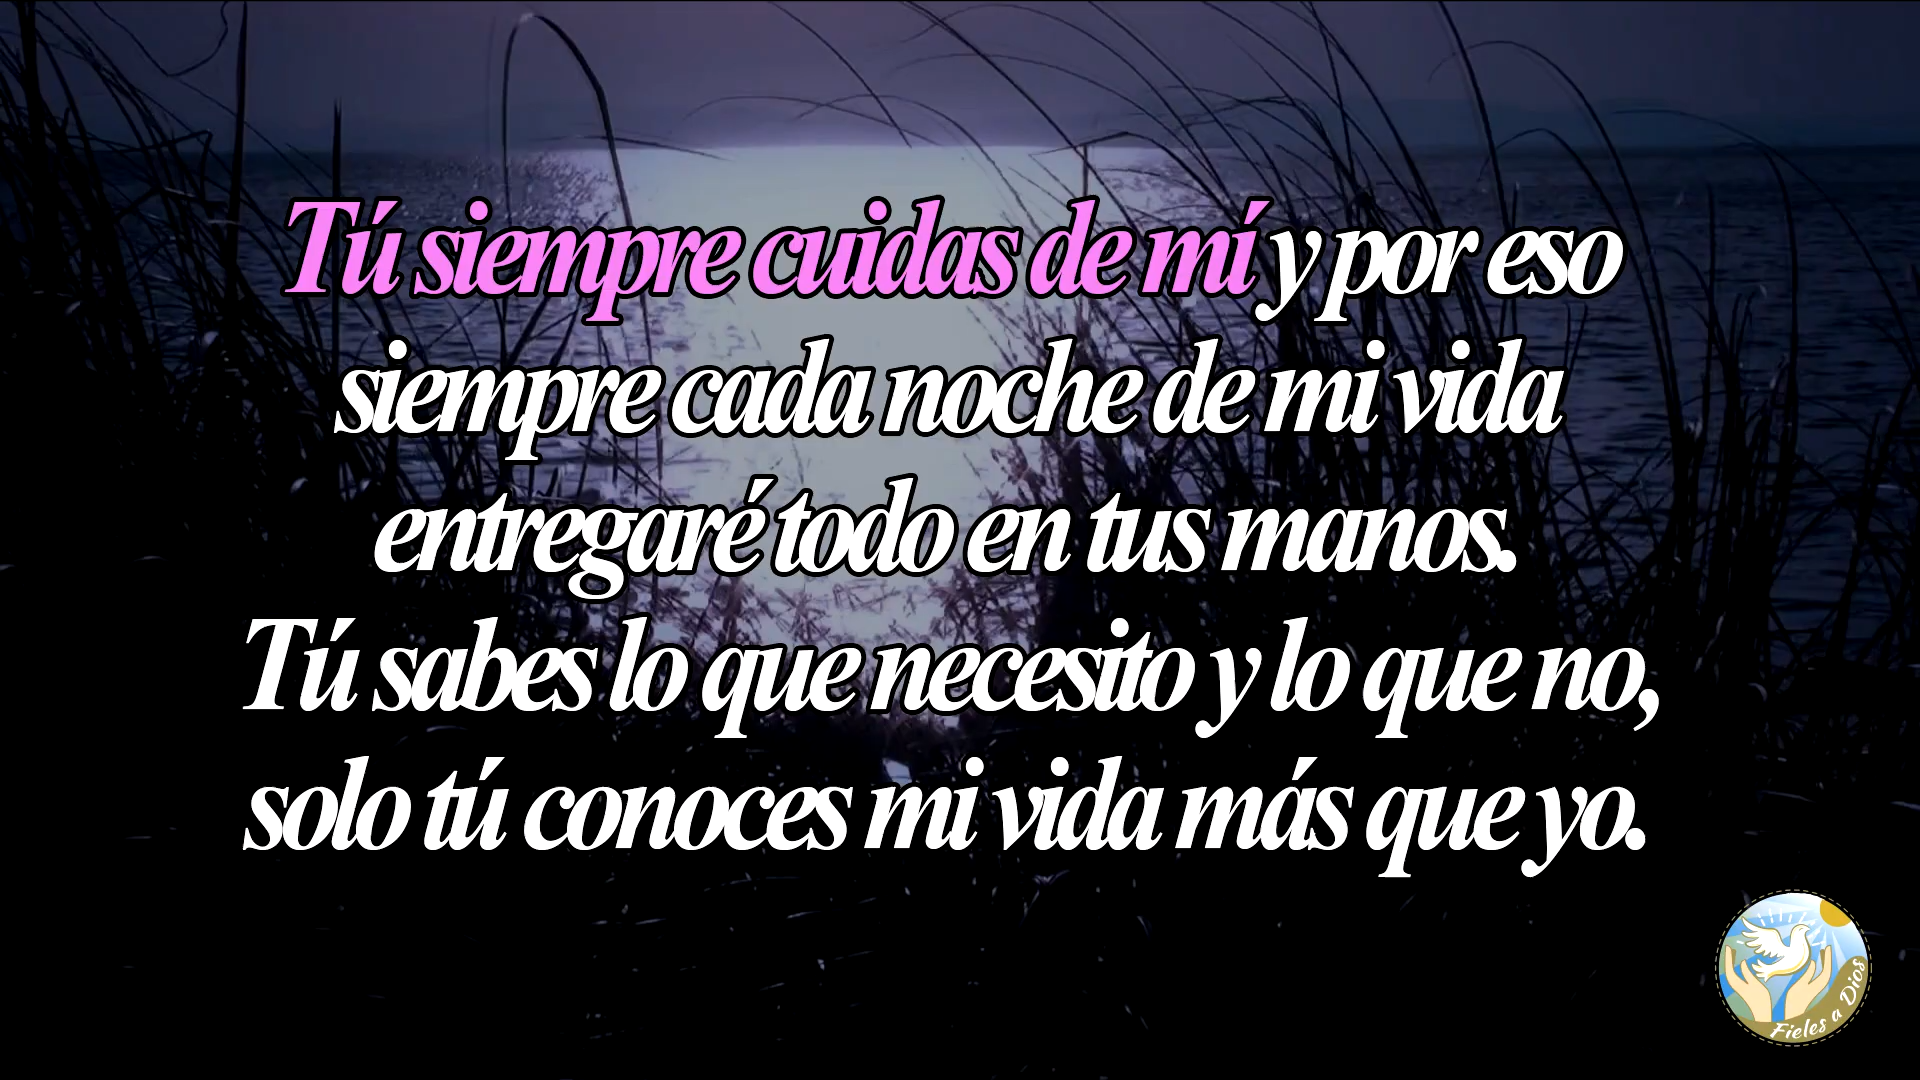 Tú siempre cuidas de mí y por eso
siempre cada noche de mi vida
entregaré todo en tus manos.
Tú sabes lo que necesito y lo que no,
solo tú conoces mi vida más que yo.
Fieles a Dios